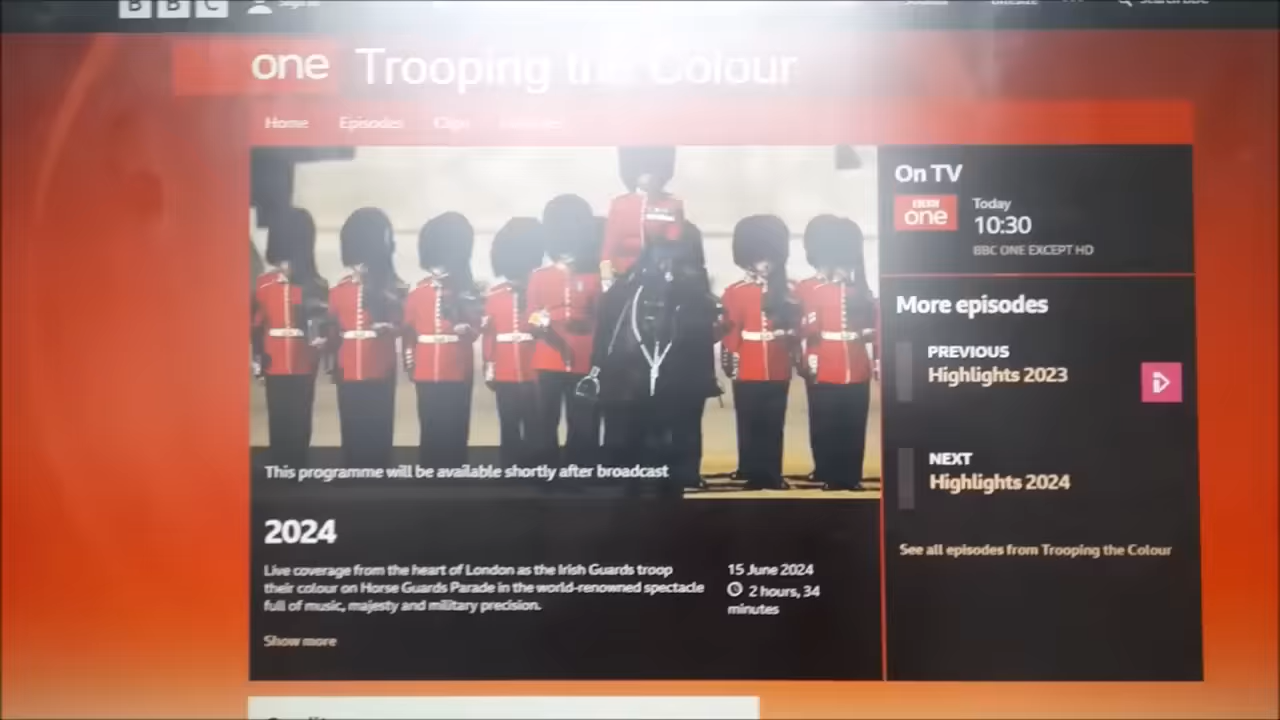 BBC
one Trooping the Colour
Home Episodes Clips
On TV
BBC
one
Today
10:30
BBC ONE EXCEPT HD
More episodes
PREVIOUS
Highlights 2023
NEXT
Highlights 2024
See all episodes from Trooping the Colour
This programme will be available shortly after broadcast
2024
Live coverage from the heart of London as the Irish Guards troop
their colour on Horse Guards Parade in the world-renowned spectacle
full of music, majesty and military precision.
15 June 2024
2 hours, 34
minutes
Show more